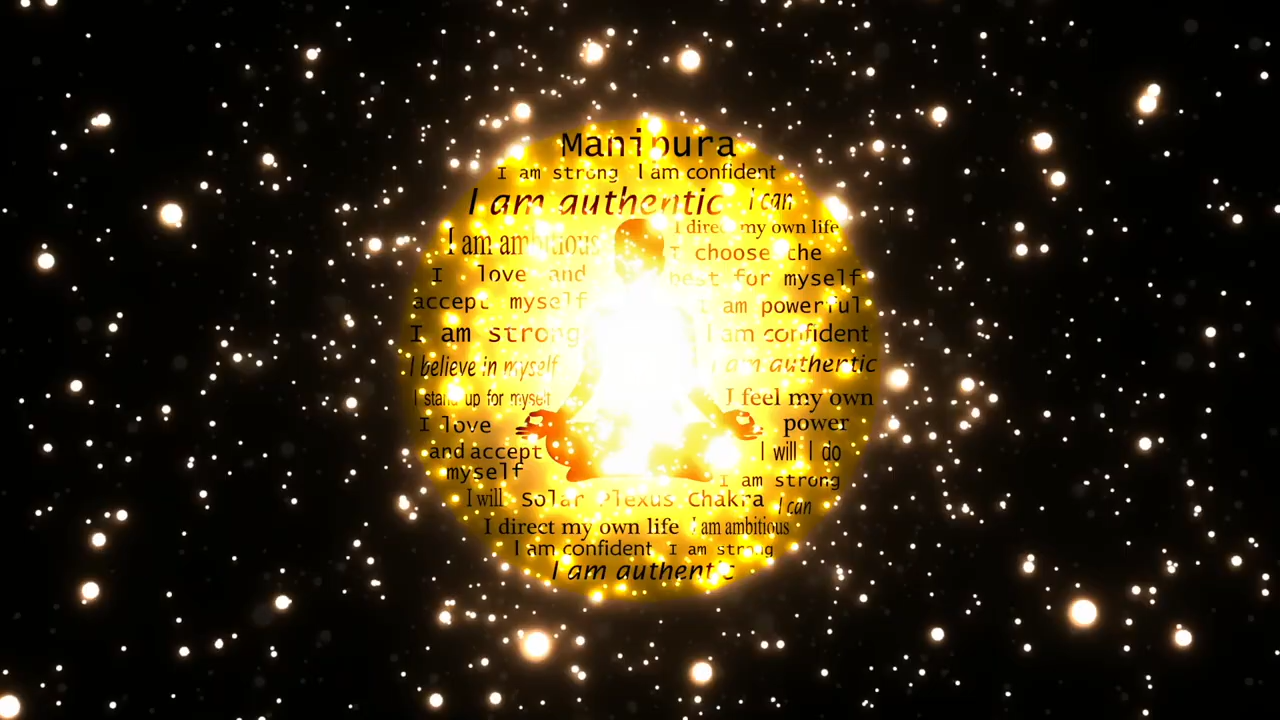 Manipura
I am strong I am confident
I am authentic I can
I direc my own life
I am ambitious
I choose the
I love and
best for myself
accept myself
I am powerful
I am strong
I am confident
I believe in myself
I am authentic
I stand up for myself
I feel my own
I love
power
and accept
I will I do
myself
I am strong
I will Solar Plexus Chakra I can
I direct my own life I am ambitious
I am confident I am strong
I am authentic